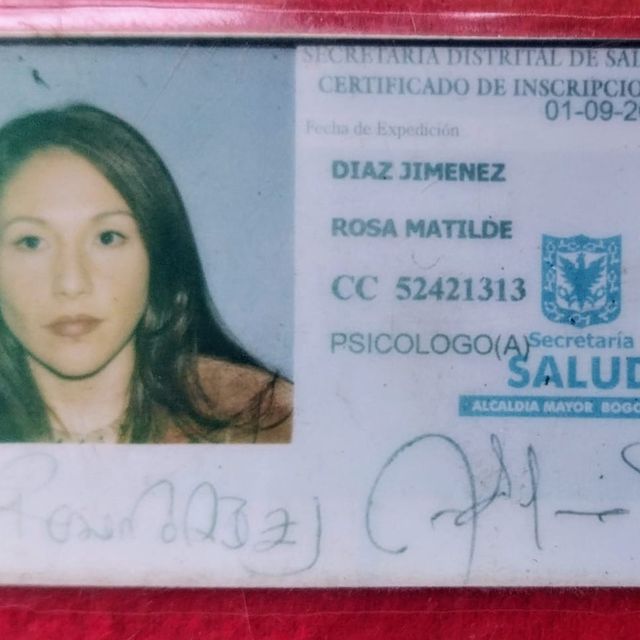 SECRETARIA DISTRITAL DE SAL
CERTIFICADO DE INSCRIPCIO
01-09-20
Fecha de Expedición
DIAZ JIMENEZ
ROSA MATILDE
CC 52421313
PSICOLOGO(A)
Secretaría
SALUD
ALCALDIA MAYOR BOGO